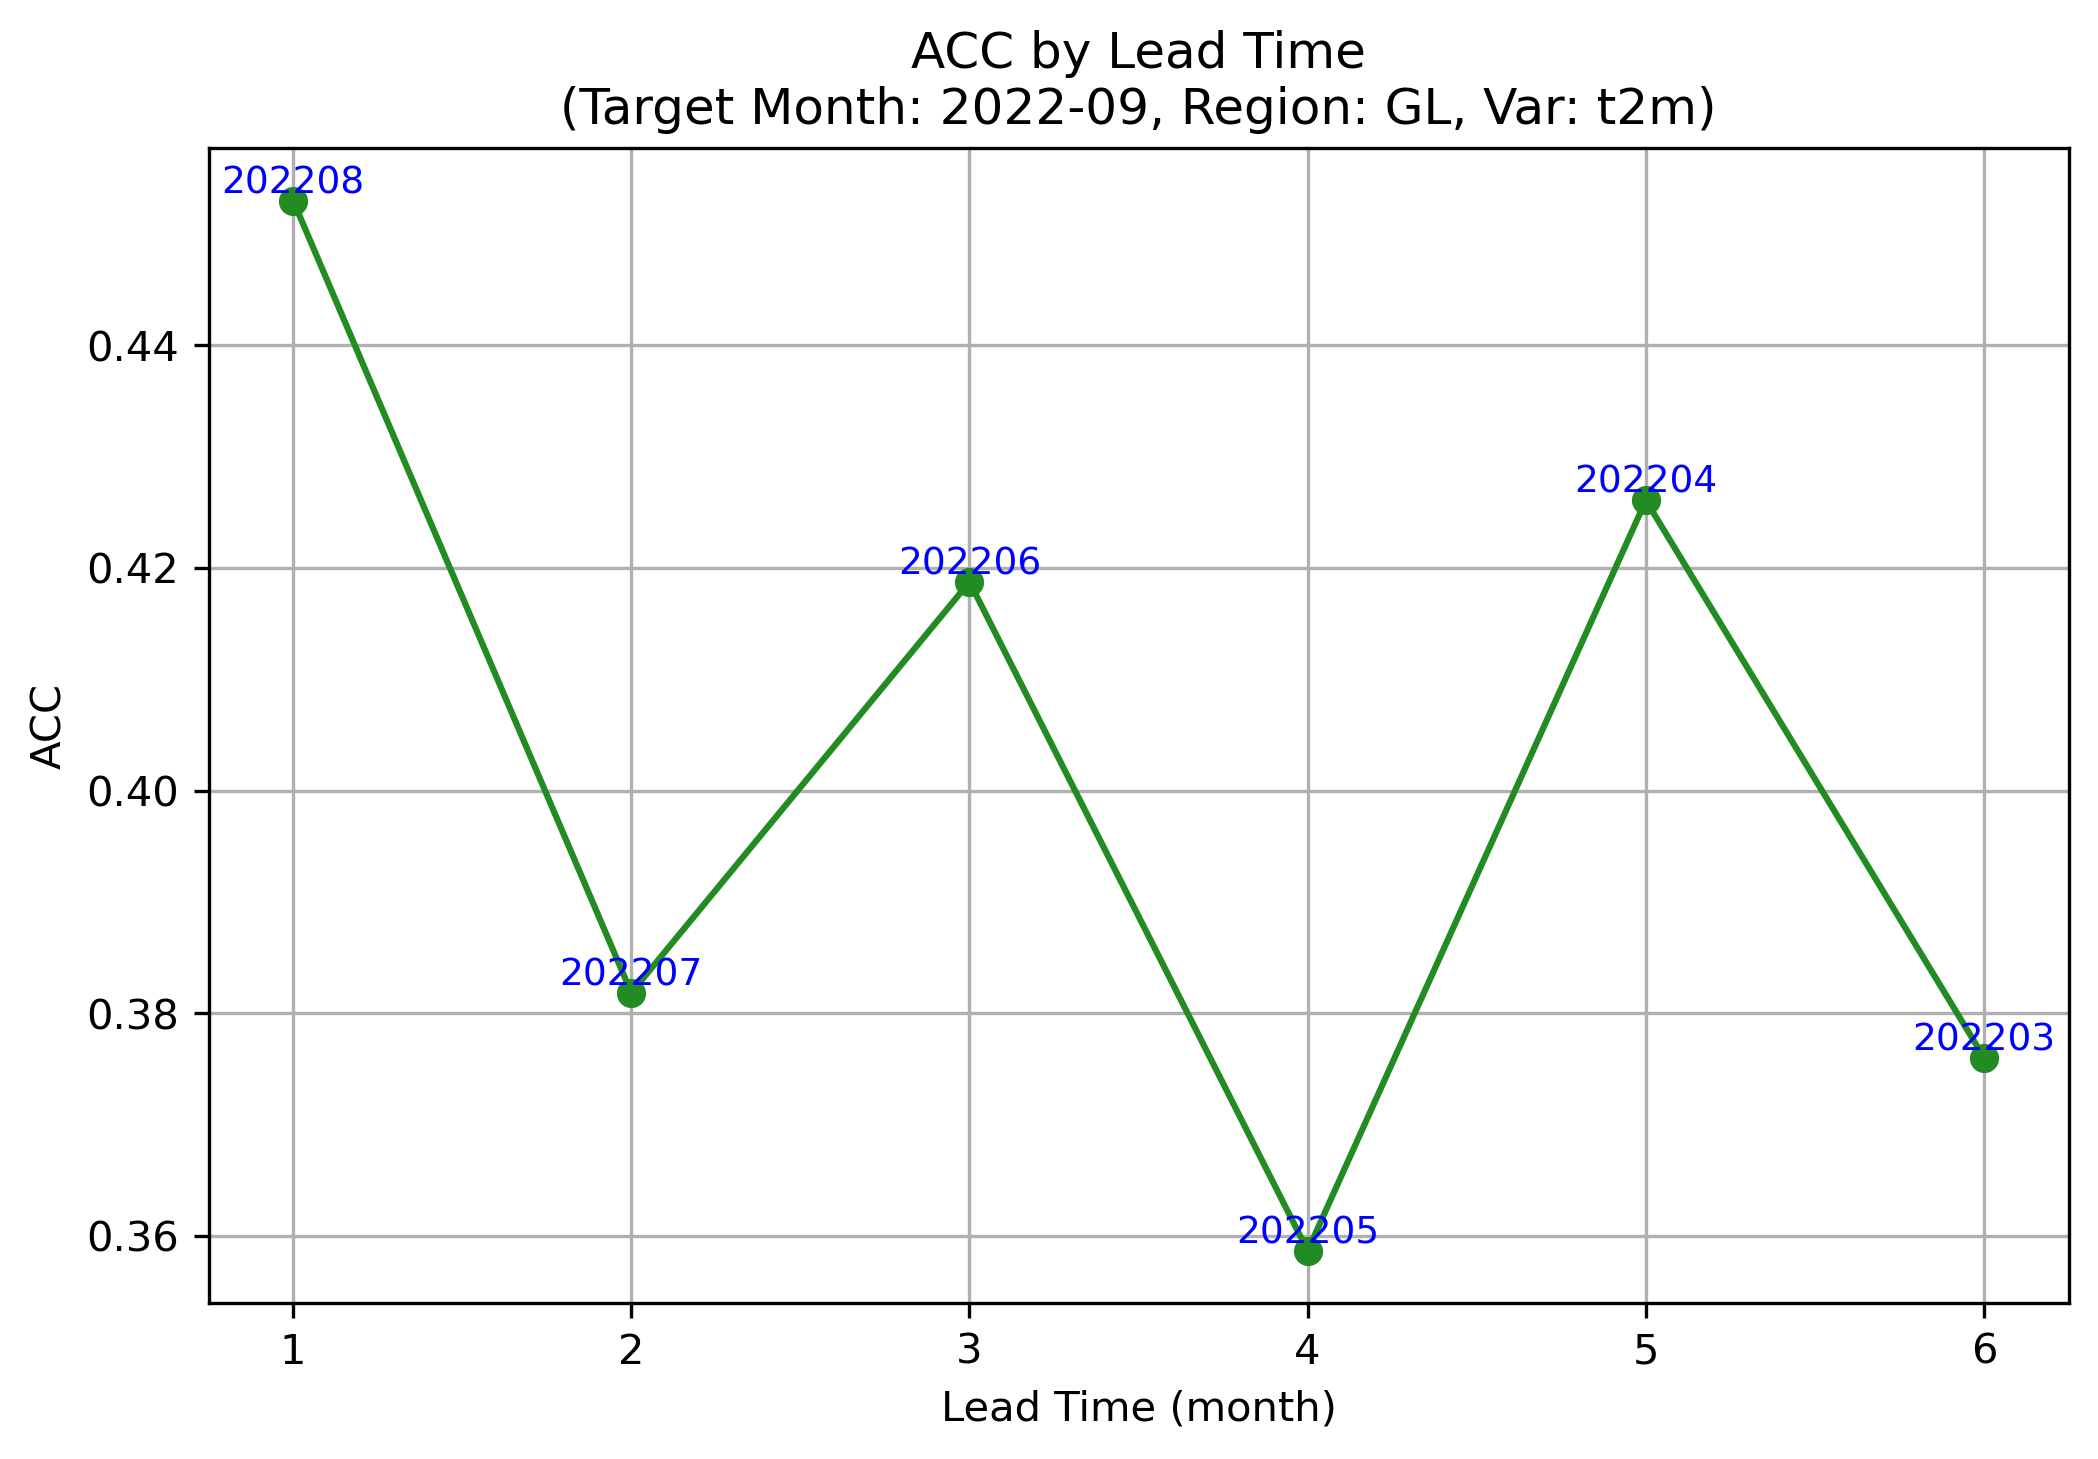 ACC by Lead Time
(Target Month: 2022-09, Region: GL, Var: t2m)
202208
0.44
202204
202206
0.42
ACC
0.40
202207
0.38
202203
202205
0.36
1 2 3 4 5 6
Lead Time (month)